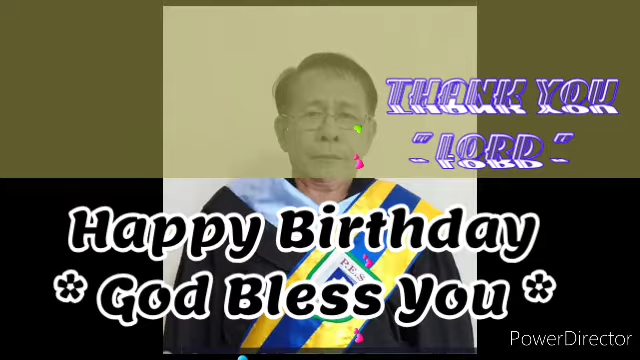 THANK YOU
" LORD "
Happy Birthday
* God Bless You *
P.E.S
PowerDirector